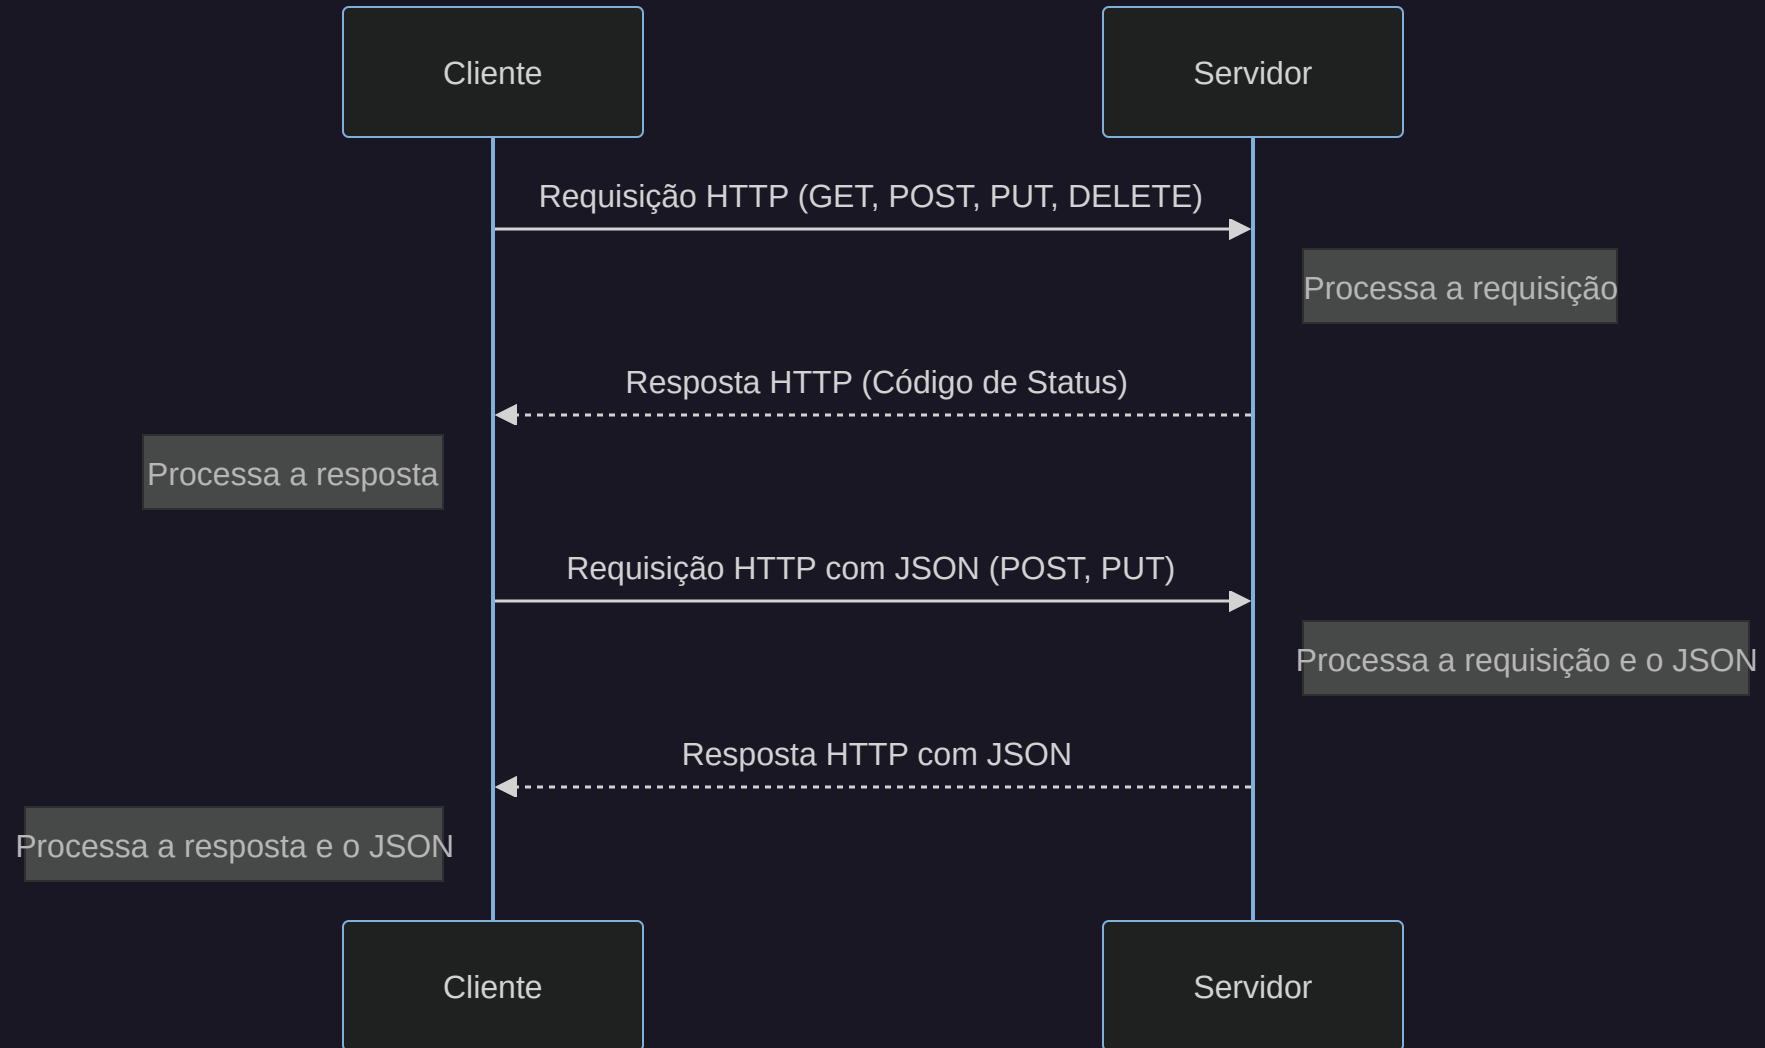 Cliente
Servidor
Requisição HTTP (GET, POST, PUT, DELETE)
Processa a requisição
Resposta HTTP (Código de Status)
Processa a resposta
Requisição HTTP com JSON (POST, PUT)
Processa a requisição e o JSON
Resposta HTTP com JSON
Processa a resposta e o JSON
Cliente
Servidor